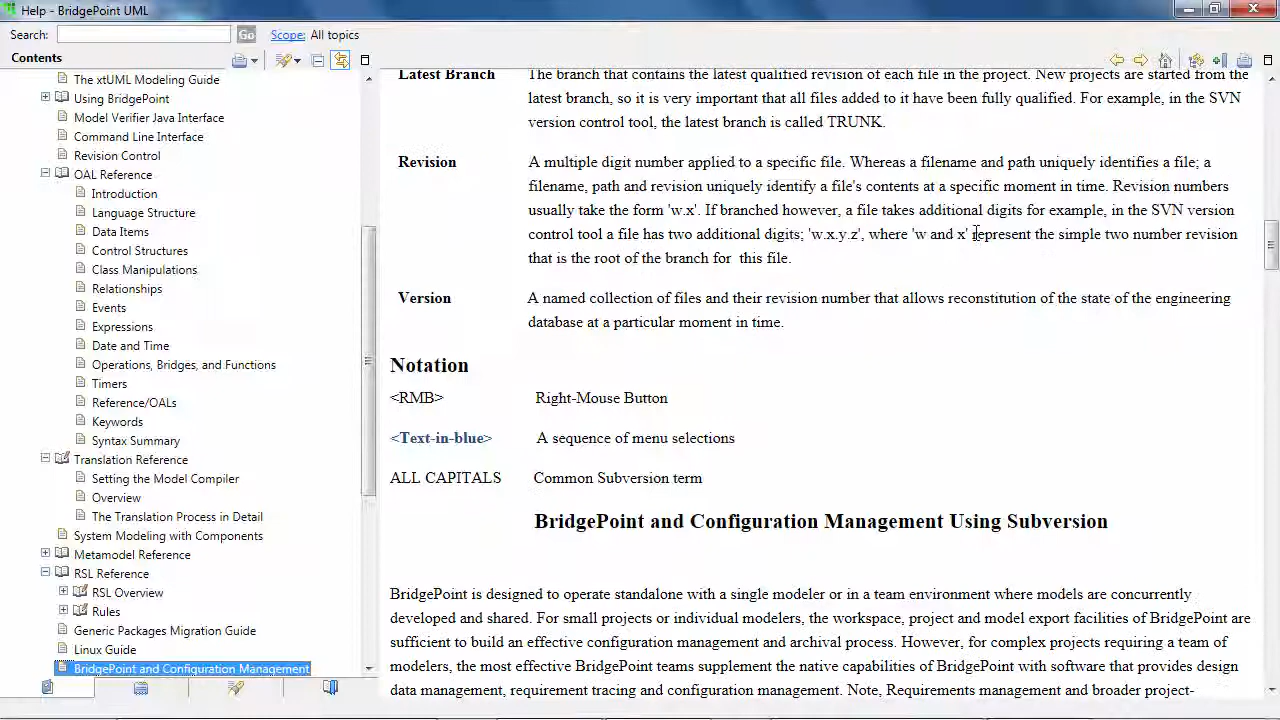 Help - BridgePoint UML
Search: Go Scope: All topics
Contents
The xtUML Modeling Guide
Using BridgePoint
Model Verifier Java Interface
Command Line Interface
Revision Control
OAL Reference
Introduction
Language Structure
Data Items
Control Structures
Class Manipulations
Relationships
Events
Expressions
Date and Time
Operations, Bridges, and Functions
Timers
Reference/OALs
Keywords
Syntax Summary
Translation Reference
Setting the Model Compiler
Overview
The Translation Process in Detail
System Modeling with Components
Metamodel Reference
RSL Reference
RSL Overview
Rules
Generic Packages Migration Guide
Linux Guide
BridgePoint and Configuration Management
Latest Branch The branch that contains the latest qualified revision of each file in the project. New projects are started from the
latest branch, so it is very important that all files added to it have been fully qualified. For example, in the SVN
version control tool, the latest branch is called TRUNK.
Revision A multiple digit number applied to a specific file. Whereas a filename and path uniquely identifies a file; a
filename, path and revision uniquely identify a file's contents at a specific moment in time. Revision numbers
usually take the form 'w.x'. If branched however, a file takes additional digits for example, in the SVN version
control tool a file has two additional digits; 'w.x.y.z', where 'w and x' represent the simple two number revision
that is the root of the branch for this file.
Version A named collection of files and their revision number that allows reconstitution of the state of the engineering
database at a particular moment in time.
Notation
<RMB> Right-Mouse Button
<Text-in-blue> A sequence of menu selections
ALL CAPITALS Common Subversion term
BridgePoint and Configuration Management Using Subversion
BridgePoint is designed to operate standalone with a single modeler or in a team environment where models are concurrently
developed and shared. For small projects or individual modelers, the workspace, project and model export facilities of BridgePoint are
sufficient to build an effective configuration management and archival process. However, for complex projects requiring a team of
modelers, the most effective BridgePoint teams supplement the native capabilities of BridgePoint with software that provides design
data management, requirement tracing and configuration management. Note, Requirements management and broader project-